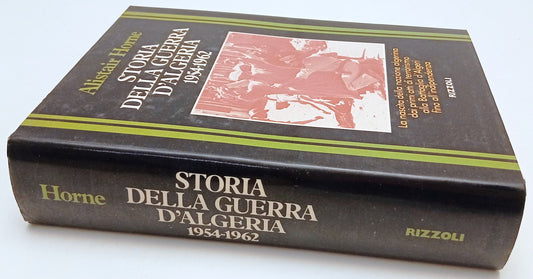 Alistair Horne
STORIA
DELLA GUERRA
D'ALGERIA
1954-1962
La nascita della nazione algerina
dai primi atti di terrorismo
alla Battaglia d'Algeri
fino all'indipendenza
RIZZOLI
Horne
STORIA
DELLA GUERRA
D'ALGERIA
1954-1962
RIZZOLI